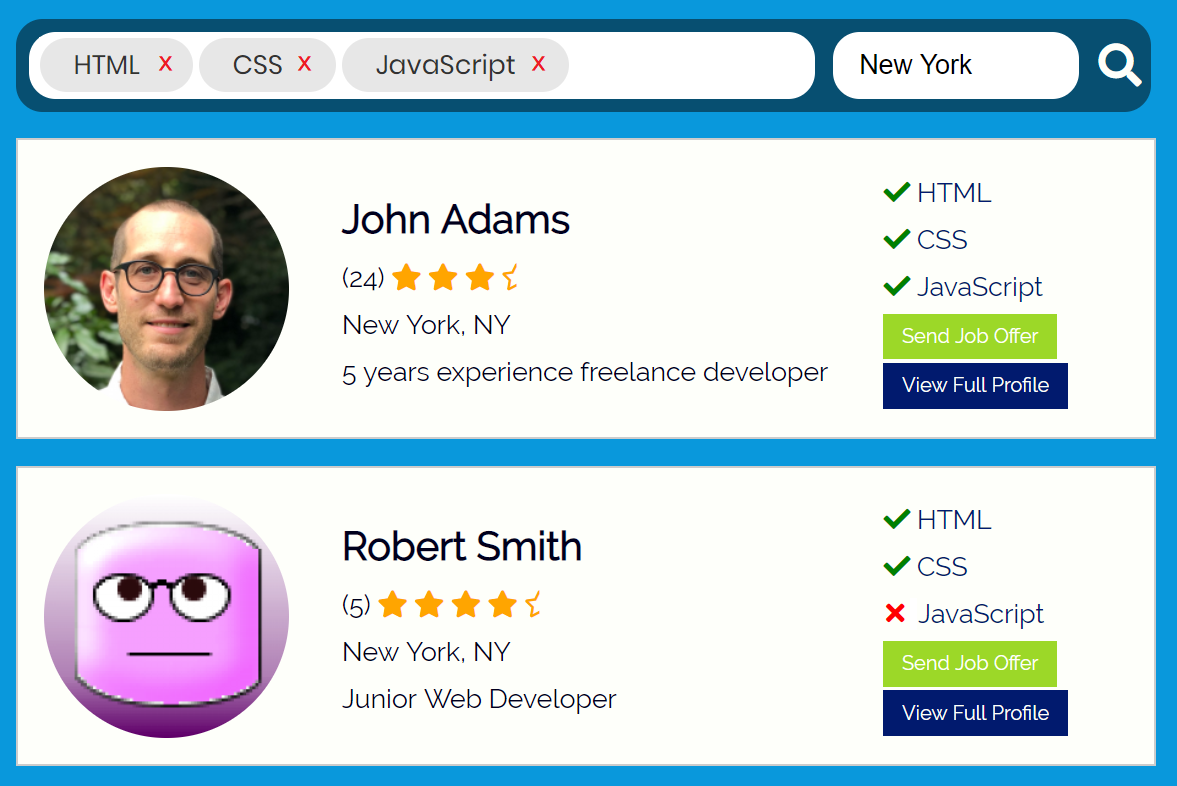 HTML x CSS x JavaScript x New York
John Adams
(24)
New York, NY
5 years experience freelance developer
HTML
CSS
JavaScript
Send Job Offer
View Full Profile
Robert Smith
(5)
New York, NY
Junior Web Developer
HTML
CSS
JavaScript
Send Job Offer
View Full Profile